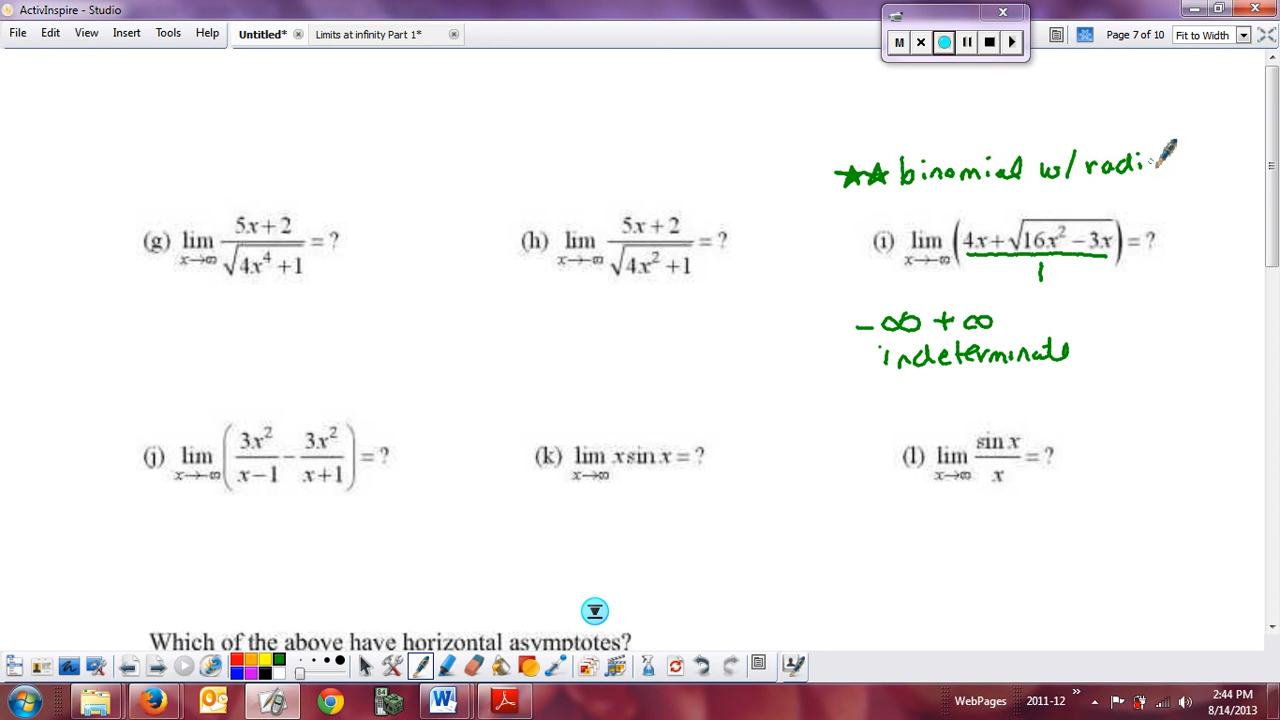 ActivInspire - Studio
File Edit View Insert Tools Help
Untitled* Limits at infinity Part 1*
M
Page 7 of 10 Fit to Width
★★ binomial w/ radi
(g) lim x→∞ (5x+2)/√(4x⁴+1) = ?
(h) lim x→-∞ (5x+2)/√(4x²+1) = ?
(i) lim x→-∞ (4x+√(16x²-3x)) = ?
1
-∞ + ∞
indeterminate
(j) lim x→-∞ (3x²/(x-1) - 3x²/(x+1)) = ?
(k) lim x→∞ x sin x = ?
(l) lim x→∞ sin x/x = ?
Which of the above have horizontal asymptotes?
WebPages 2011-12 »
2:44 PM
8/14/2013